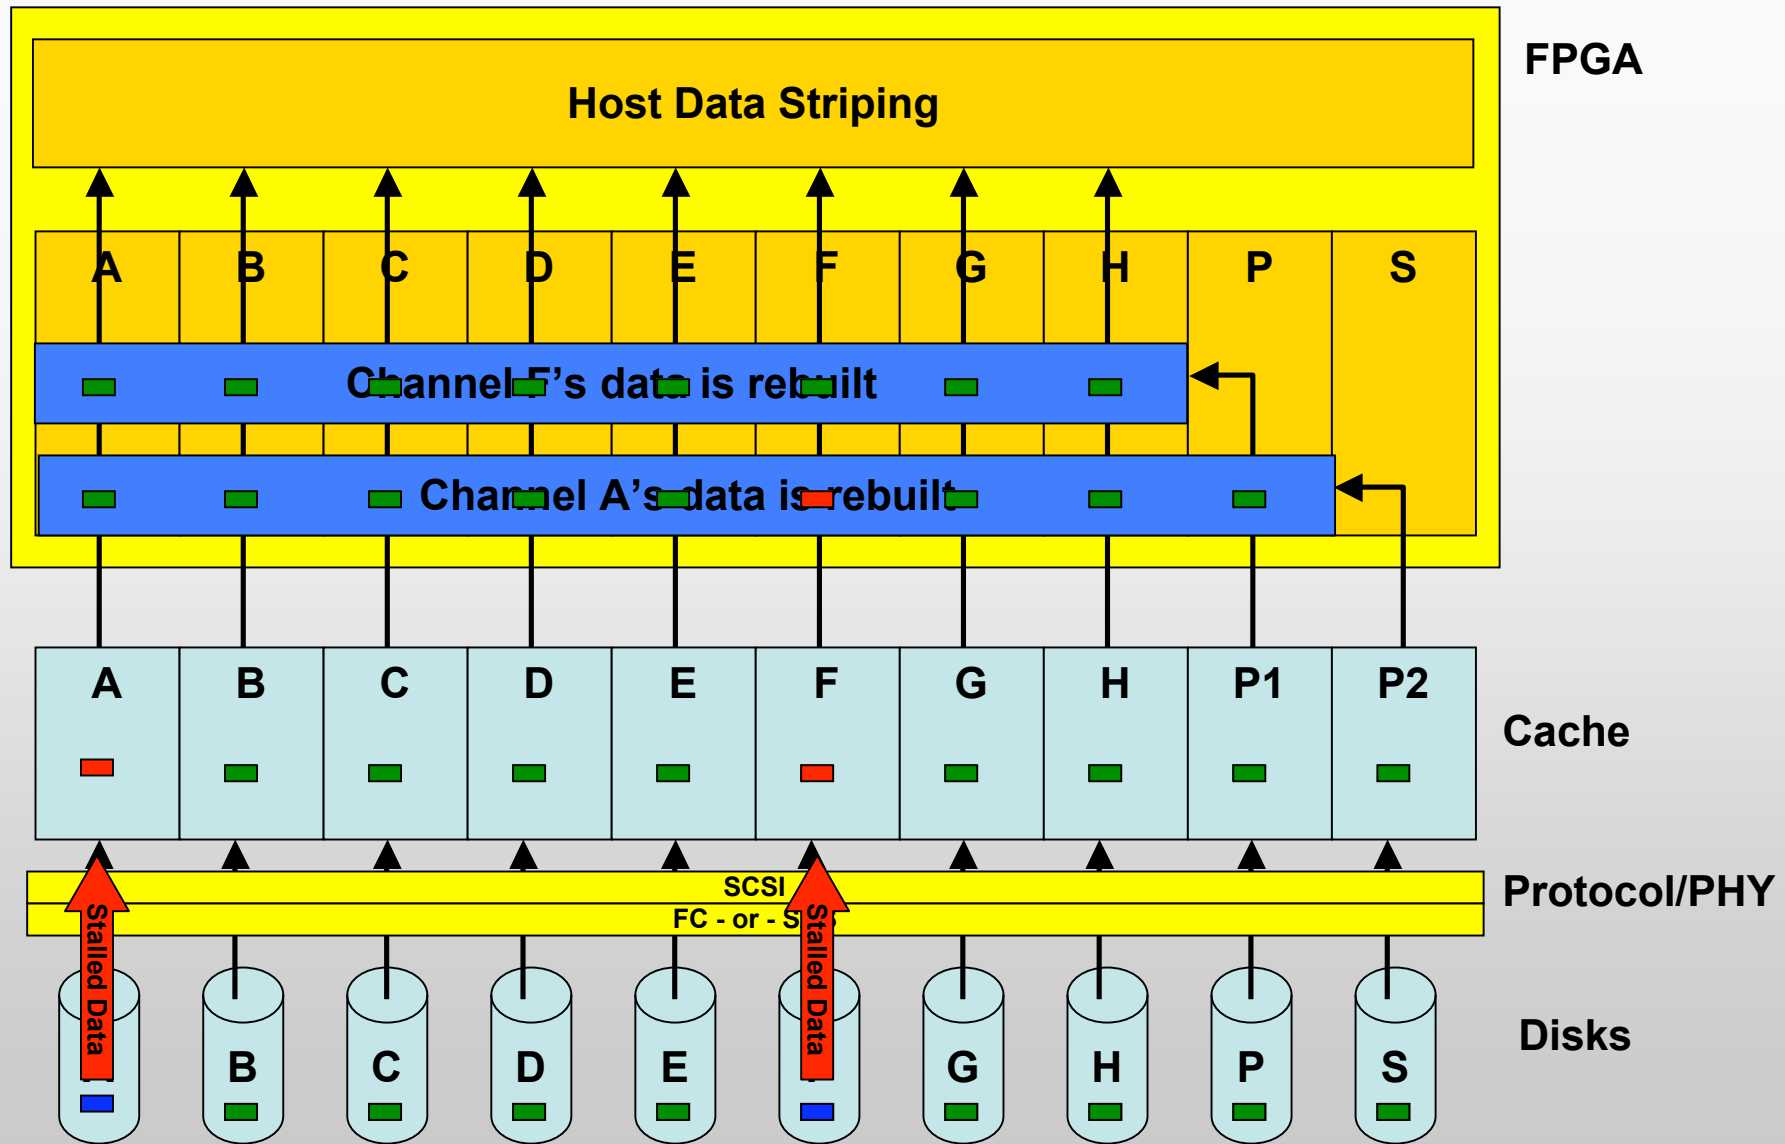 FPGA
Host Data Striping
A B C D E F G H P S
Channel F's data is rebuilt
Channel A's data is rebuilt
A B C D E F G H P1 P2
Cache
SCSI
Protocol/PHY
FC - or -
Stalled Data
Stalled Data
B C D E G H P S
Disks